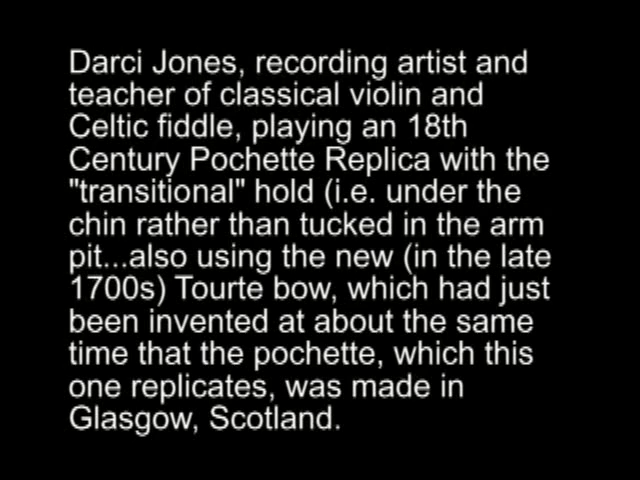 Darci Jones, recording artist and
teacher of classical violin and
Celtic fiddle, playing an 18th
Century Pochette Replica with the
"transitional" hold (i.e. under the
chin rather than tucked in the arm
pit...also using the new (in the late
1700s) Tourte bow, which had just
been invented at about the same
time that the pochette, which this
one replicates, was made in
Glasgow, Scotland.